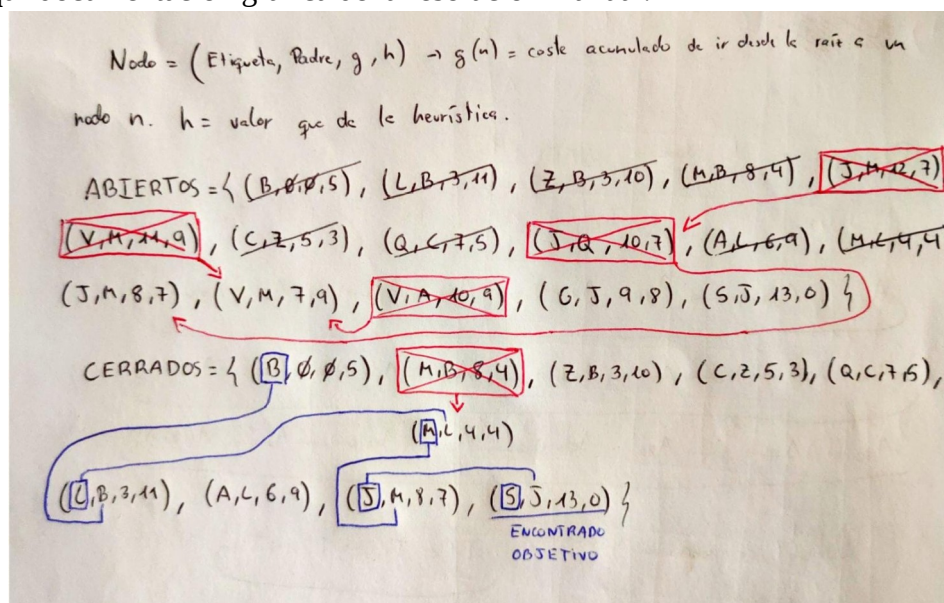 Nodo = (Etiqueta, Padre, g, h) → g(n) = coste acumulado de ir desde la raíz a un
nodo n. h = valor que da la heurística.
ABIERTOS = { (B,ø,ø,5), (L,B,3,11), (Z,B,3,10), (M,B,8,4), (J,M,12,7)
(V,M,11,9), (C,Z,5,3), (Q,C,7,5), (J,Q,10,7), (A,L,6,9), (M,L,4,4
(J,M,8,7), (V,M,7,9), (V,A,10,9), (G,J,9,8), (S,J,13,0) }
CERRADOS = { (B,ø,ø,5), (M,B,8,4), (Z,B,3,10), (C,Z,5,3), (Q,C,7,5),
(M,L,4,4)
(L,B,3,11), (A,L,6,9), (J,M,8,7), (S,J,13,0) }
ENCONTRADO
OBJETIVO